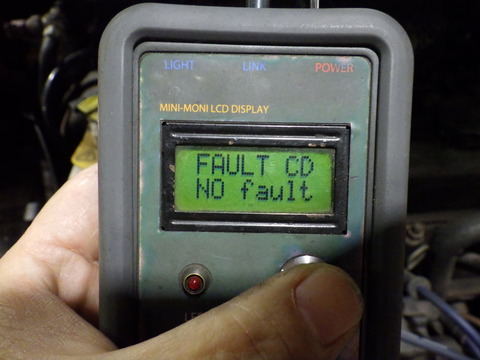 LIGHT LINK POWER
MINI-MONI LCD DISPLAY
FAULT CD
NO fault